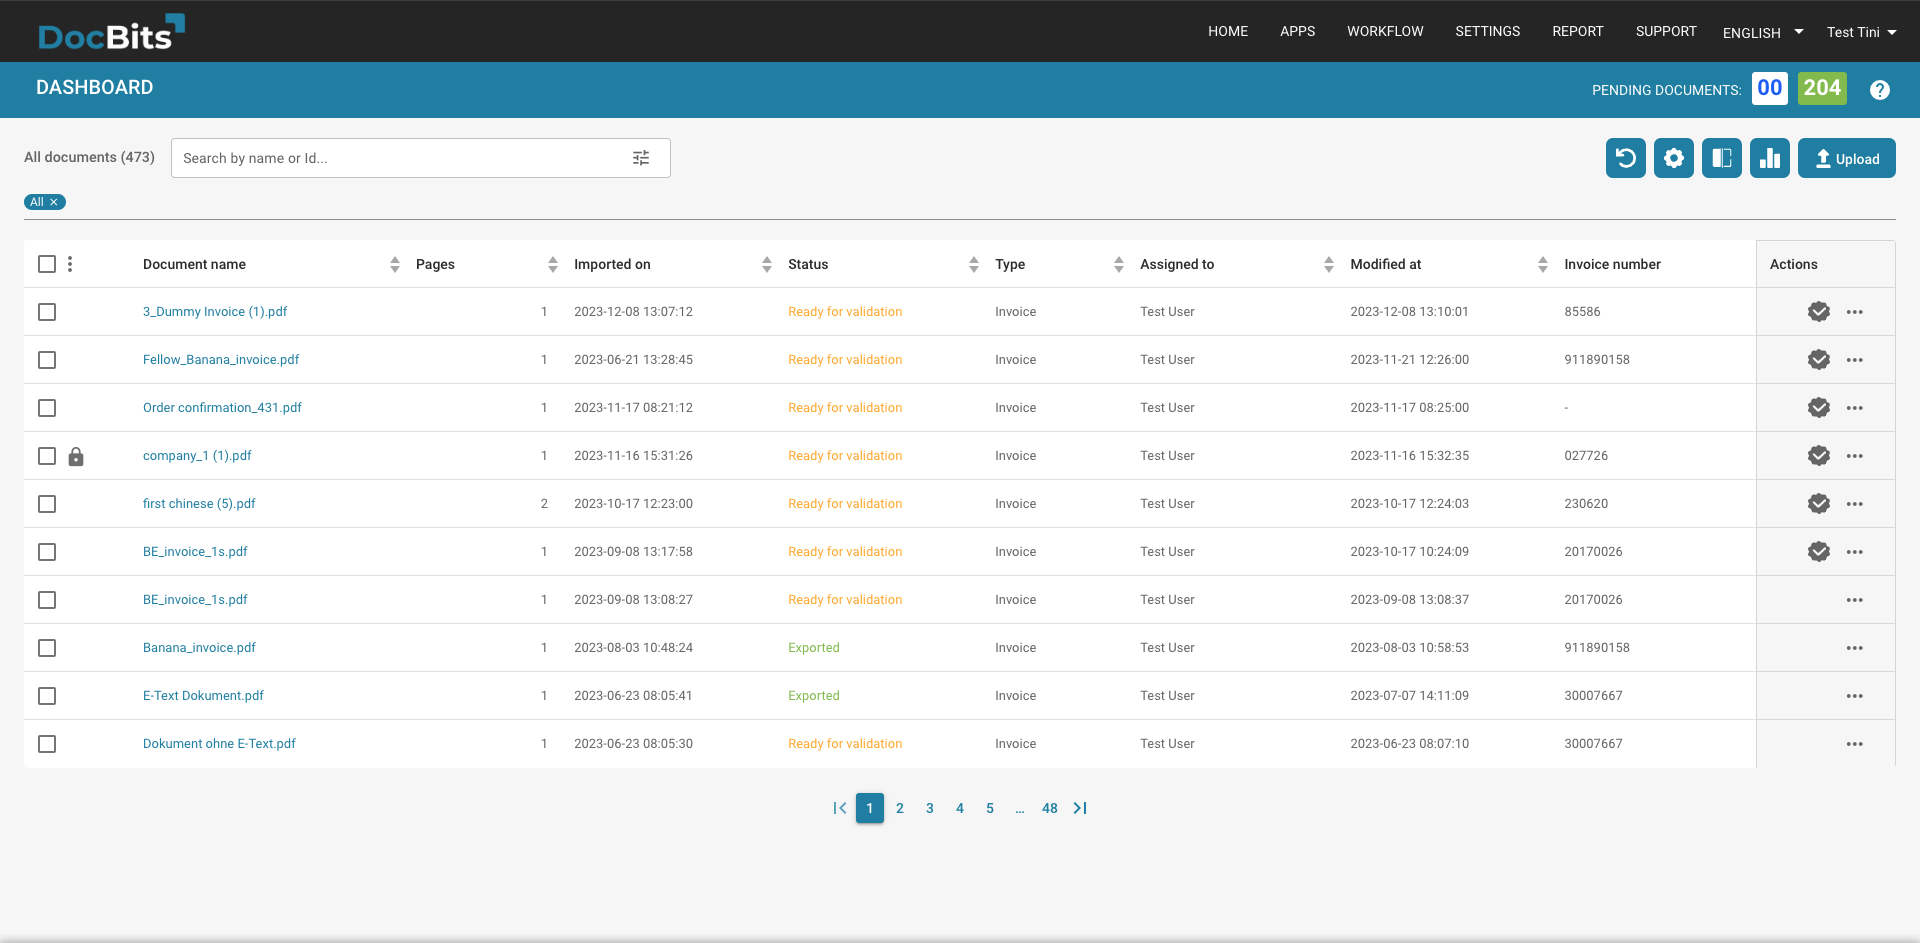 DocBits HOME APPS WORKFLOW SETTINGS REPORT SUPPORT ENGLISH Test Tini
DASHBOARD PENDING DOCUMENTS: 00 204 ?
All documents (473) Search by name or Id... Upload
All ×
Document name Pages Imported on Status Type Assigned to Modified at Invoice number Actions
3_Dummy Invoice (1).pdf 1 2023-12-08 13:07:12 Ready for validation Invoice Test User 2023-12-08 13:10:01 85586
Fellow_Banana_invoice.pdf 1 2023-06-21 13:28:45 Ready for validation Invoice Test User 2023-11-21 12:26:00 911890158
Order confirmation_431.pdf 1 2023-11-17 08:21:12 Ready for validation Invoice Test User 2023-11-17 08:25:00 -
company_1 (1).pdf 1 2023-11-16 15:31:26 Ready for validation Invoice Test User 2023-11-16 15:32:35 027726
first chinese (5).pdf 2 2023-10-17 12:23:00 Ready for validation Invoice Test User 2023-10-17 12:24:03 230620
BE_invoice_1s.pdf 1 2023-09-08 13:17:58 Ready for validation Invoice Test User 2023-10-17 10:24:09 20170026
BE_invoice_1s.pdf 1 2023-09-08 13:08:27 Ready for validation Invoice Test User 2023-09-08 13:08:37 20170026
Banana_invoice.pdf 1 2023-08-03 10:48:24 Exported Invoice Test User 2023-08-03 10:58:53 911890158
E-Text Dokument.pdf 1 2023-06-23 08:05:41 Exported Invoice Test User 2023-07-07 14:11:09 30007667
Dokument ohne E-Text.pdf 1 2023-06-23 08:05:30 Ready for validation Invoice Test User 2023-06-23 08:07:10 30007667
1 2 3 4 5 ... 48